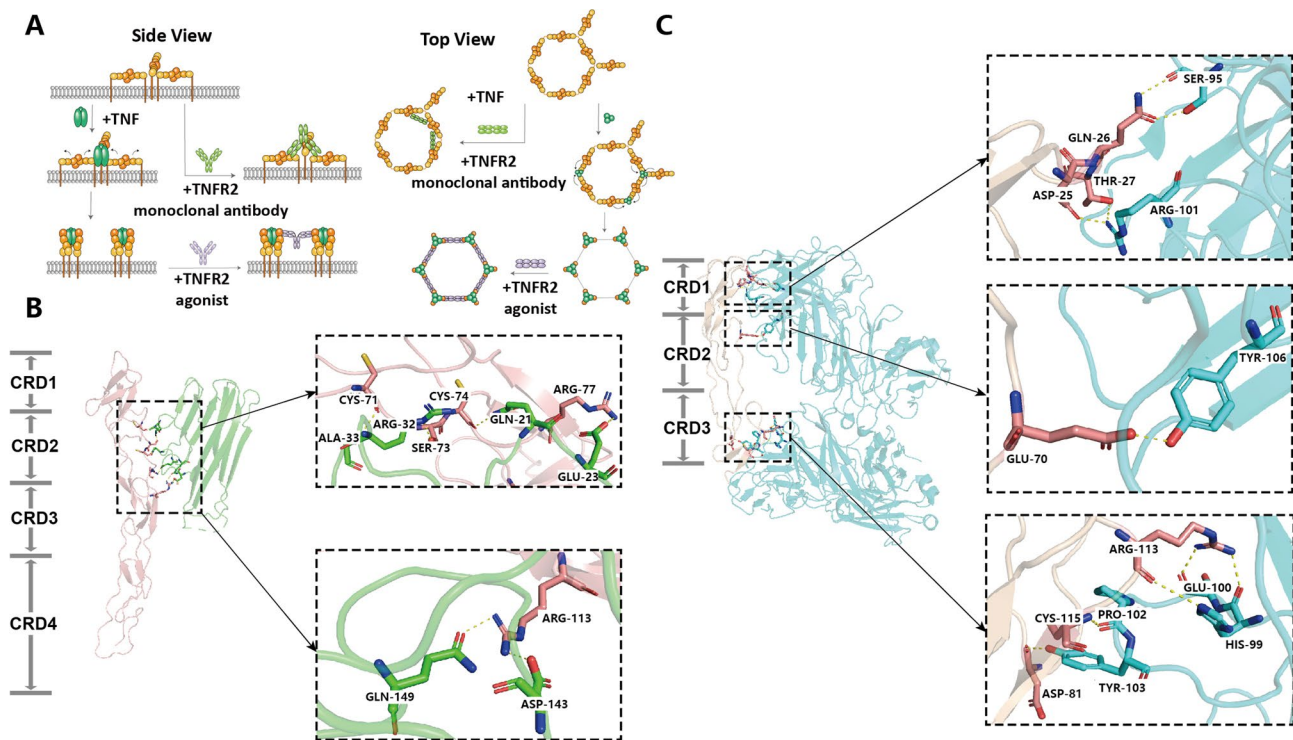 A
Side View
Top View
+TNF
+TNFR2
monoclonal antibody
+TNFR2
agonist
+TNF
+TNFR2
monoclonal antibody
+TNFR2
agonist
B
CRD1
CRD2
CRD3
CRD4
CYS-71
CYS-74
ARG-77
ARG-32
GLN-21
ALA-33
SER-73
GLU-23
ARG-113
GLN-149
ASP-143
C
CRD1
CRD2
CRD3
SER-95
GLN-26
THR-27
ASP-25
ARG-101
TYR-106
GLU-70
ARG-113
GLU-100
CYS-115
PRO-102
HIS-99
ASP-81
TYR-103